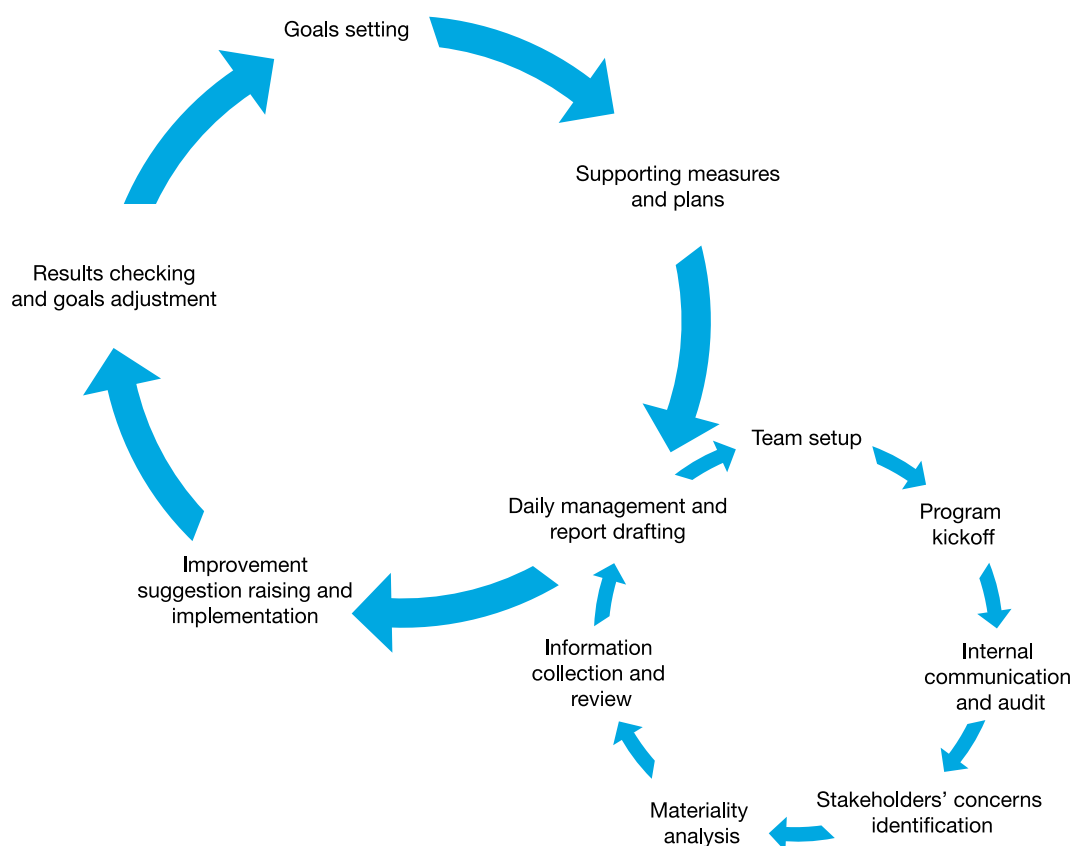 Goals setting
Supporting measures
and plans
Results checking
and goals adjustment
Team setup
Daily management and
report drafting
Program
kickoff
Improvement
suggestion raising and
implementation
Information
collection and
review
Internal
communication
and audit
Stakeholders’ concerns
identification
Materiality
analysis